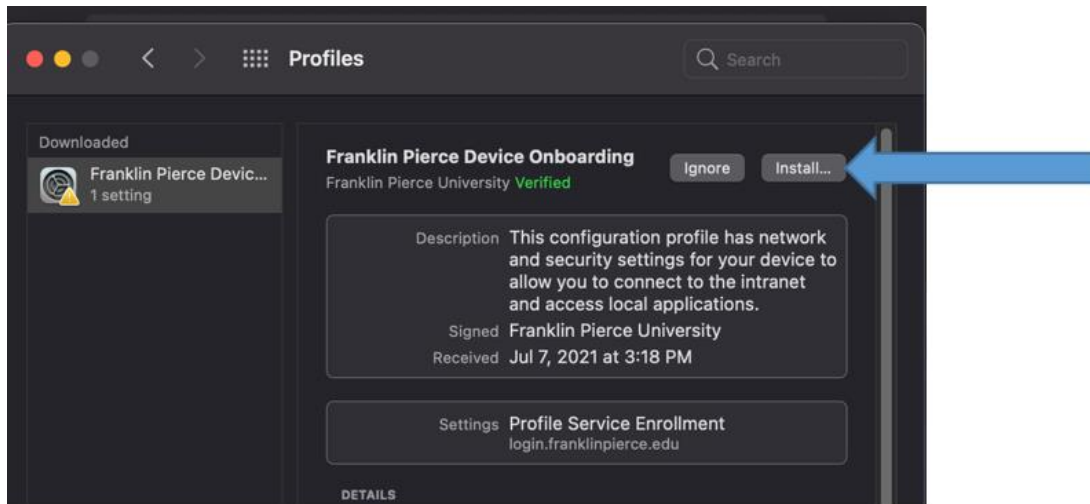 Profiles
Search
Downloaded
Franklin Pierce Devic...
1 setting
Franklin Pierce Device Onboarding
Franklin Pierce University Verified
Ignore
Install...
Description This configuration profile has network
and security settings for your device to
allow you to connect to the intranet
and access local applications.
Signed Franklin Pierce University
Received Jul 7, 2021 at 3:18 PM
Settings Profile Service Enrollment
login.franklinpierce.edu
DETAILS